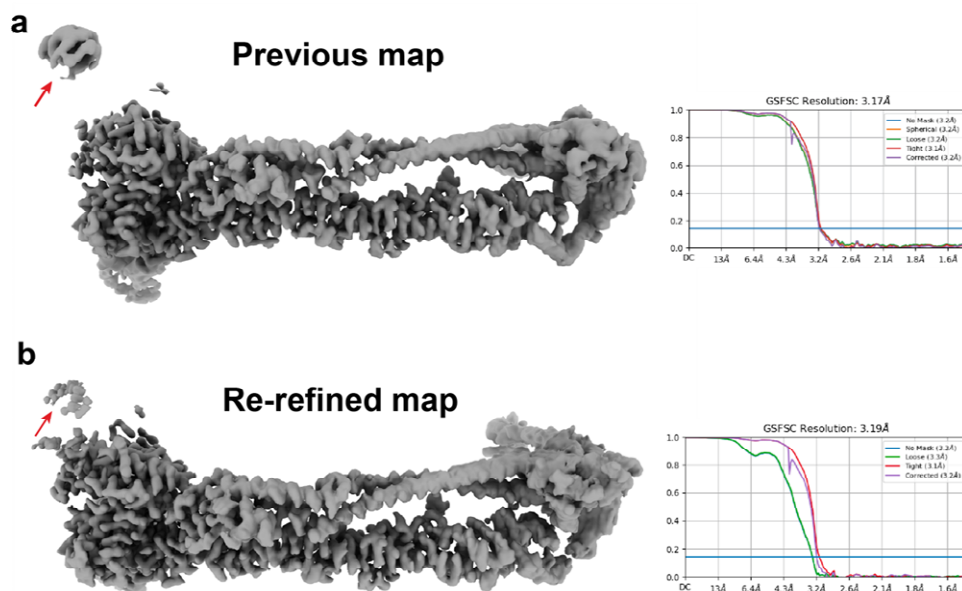 a
Previous map
GSFSC Resolution: 3.17Å
1.0
0.8
0.6
0.4
0.2
0.0
No Mask (3.2Å)
Spherical (3.2Å)
Loose (3.2Å)
Tight (3.1Å)
Corrected (3.2Å)
DC 13Å 6.4Å 4.3Å 3.2Å 2.6Å 2.1Å 1.8Å 1.6Å
b
Re-refined map
GSFSC Resolution: 3.19Å
1.0
0.8
0.6
0.4
0.2
0.0
No Mask (3.3Å)
Loose (3.3Å)
Tight (3.1Å)
Corrected (3.2Å)
DC 13Å 6.4Å 4.3Å 3.2Å 2.6Å 2.1Å 1.8Å 1.6Å